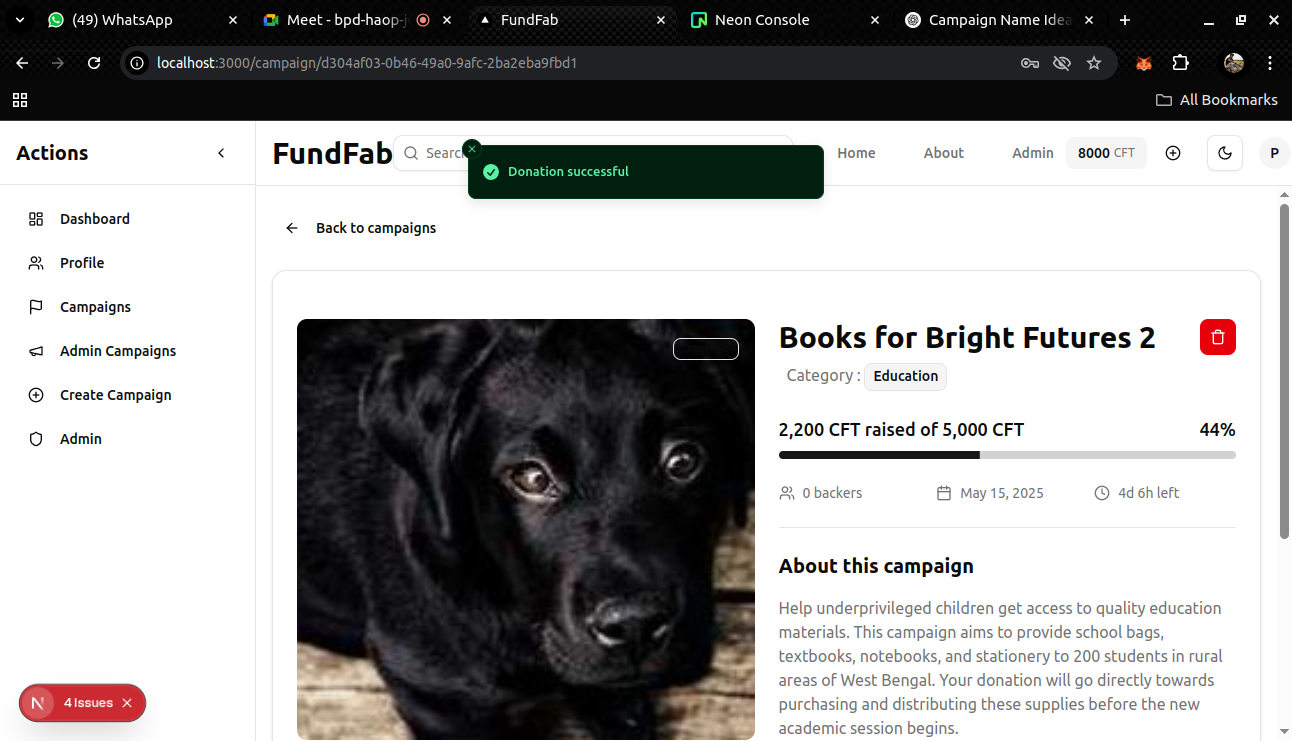 (49) WhatsApp
Meet - bpd-haop-j
FundFab
Neon Console
Campaign Name Idea
localhost:3000/campaign/d304af03-0b46-49a0-9afc-2ba2eba9fbd1
All Bookmarks
Actions
FundFab
Searc
Donation successful
Home
About
Admin
8000 CFT
P
Dashboard
Profile
Campaigns
Admin Campaigns
Create Campaign
Admin
Back to campaigns
Books for Bright Futures 2
Category : Education
2,200 CFT raised of 5,000 CFT 44%
0 backers
May 15, 2025
4d 6h left
About this campaign
Help underprivileged children get access to quality education
materials. This campaign aims to provide school bags,
textbooks, notebooks, and stationery to 200 students in rural
areas of West Bengal. Your donation will go directly towards
purchasing and distributing these supplies before the new
academic session begins.
N 4 Issues